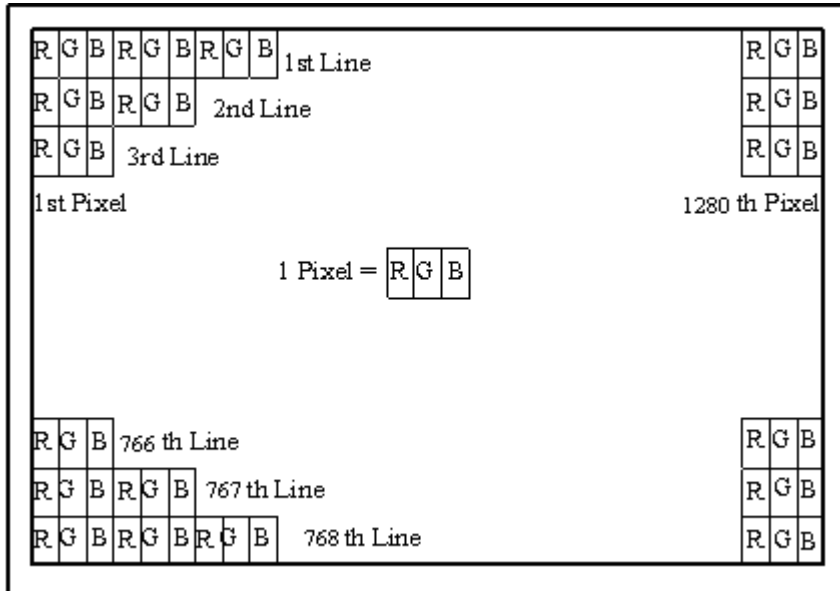 R G B R G B R G B 1st Line R G B
R G B R G B 2nd Line R G B
R G B 3rd Line R G B
1st Pixel 1280 th Pixel
1 Pixel = R G B
R G B 766 th Line R G B
R G B R G B 767 th Line R G B
R G B R G B R G B 768 th Line R G B